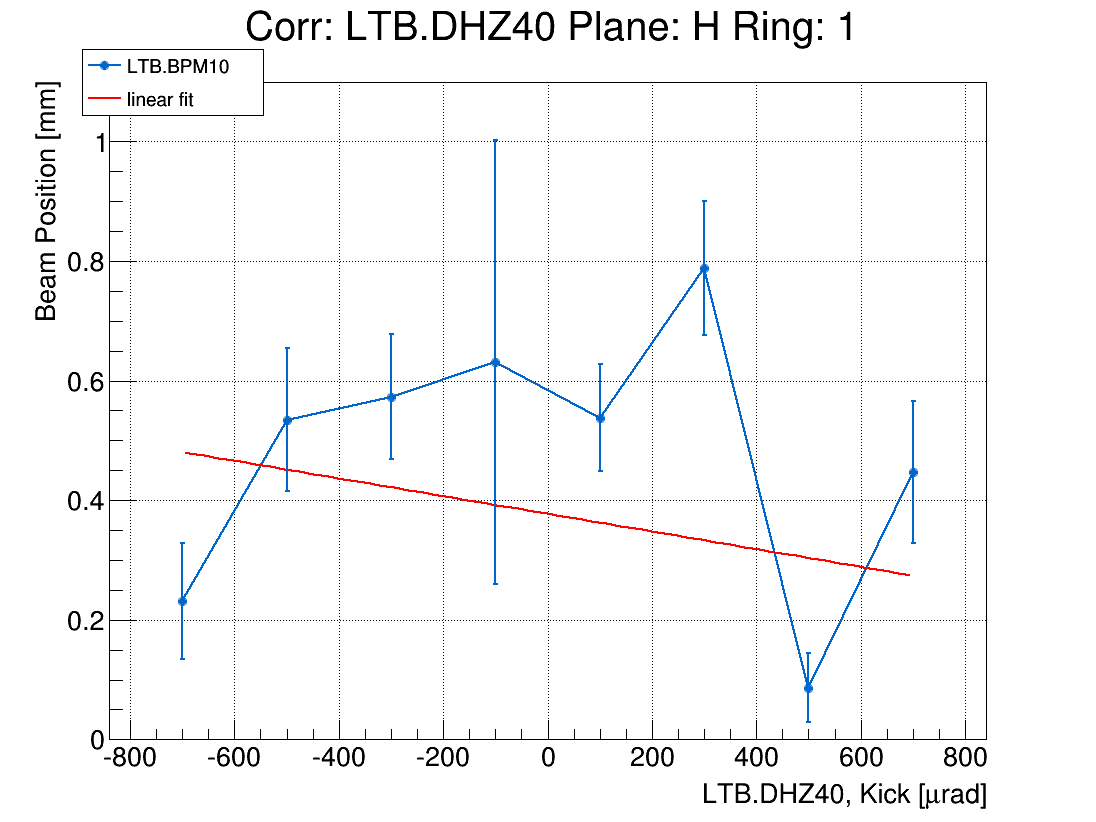 Corr: LTB.DHZ40 Plane: H Ring: 1
LTB.BPM10
linear fit
Beam Position [mm]
1
0.8
0.6
0.4
0.2
0
-800 -600 -400 -200 0 200 400 600 800
LTB.DHZ40, Kick [μrad]